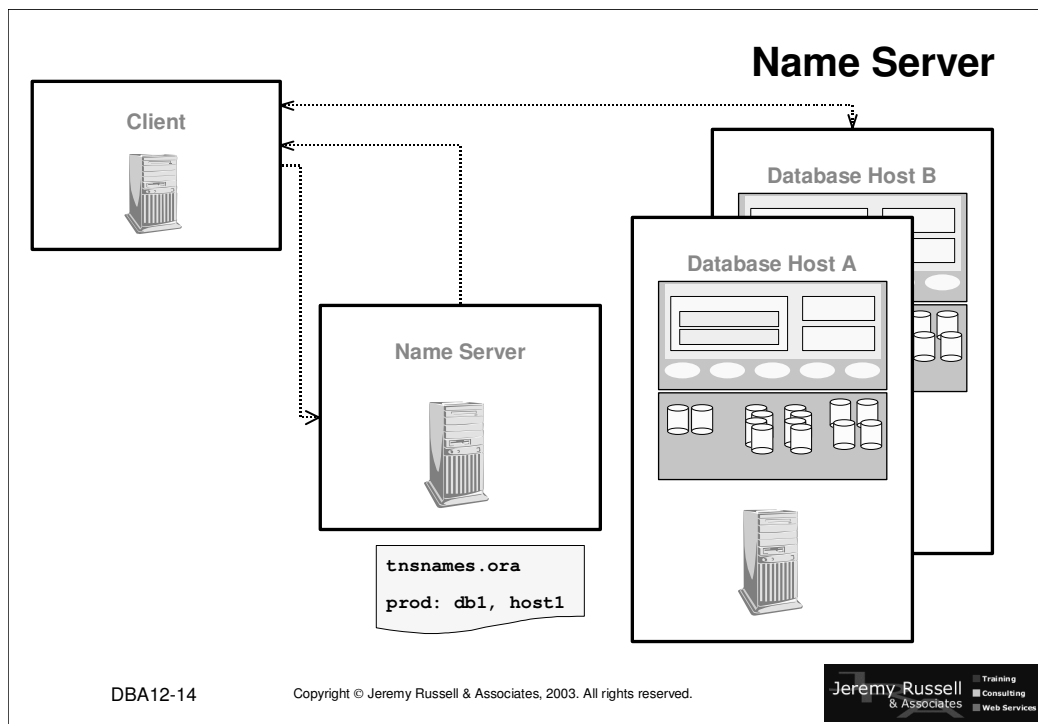 Name Server
Client
Database Host B
Database Host A
Name Server
tnsnames.ora
prod: db1, host1
DBA12-14
Copyright © Jeremy Russell & Associates, 2003. All rights reserved.
Jeremy Russell
& Associates
Training
Consulting
Web Services